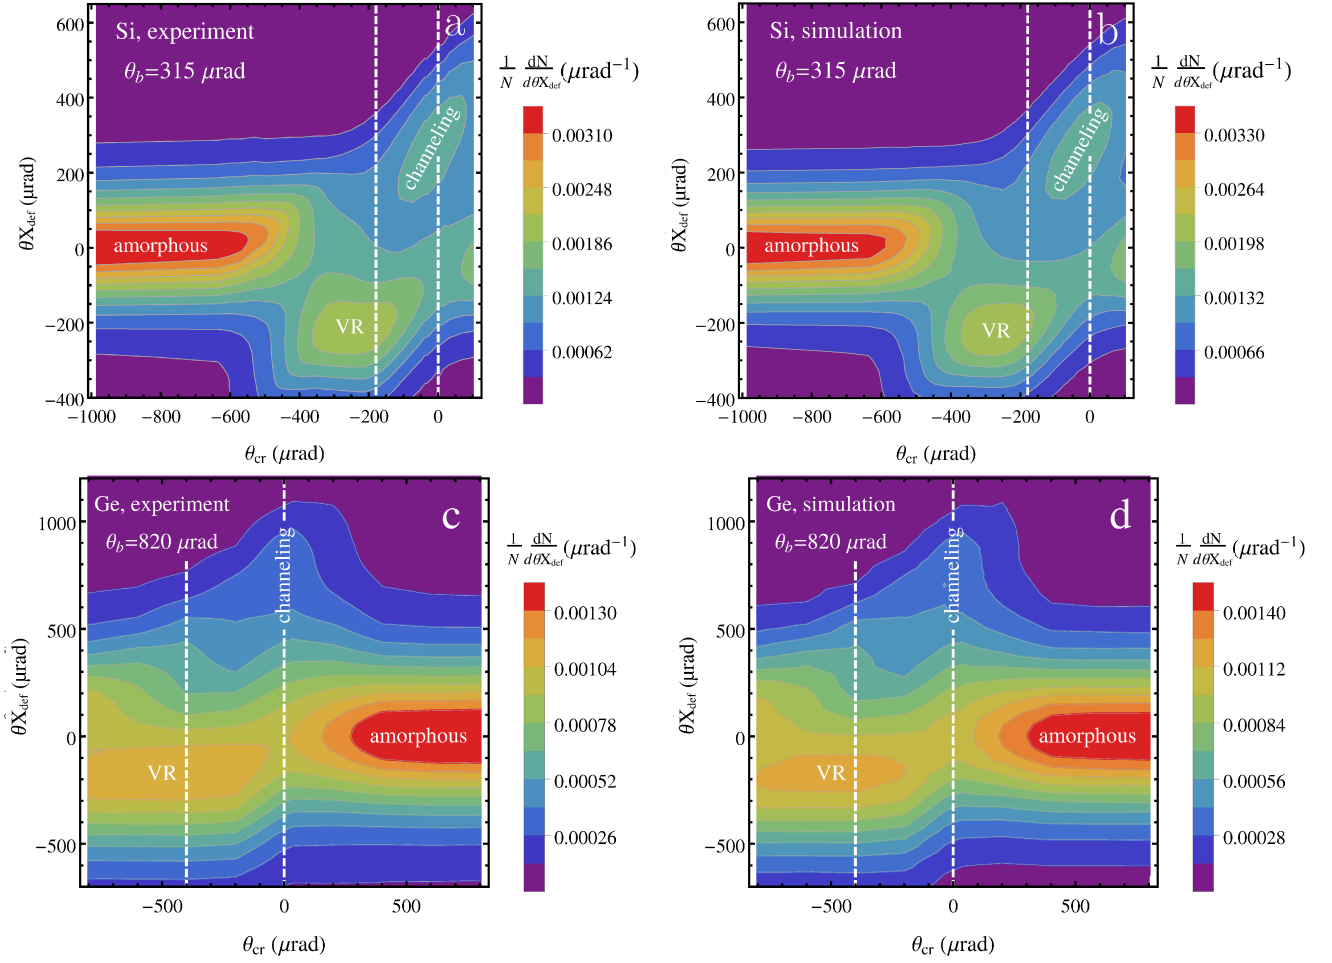 a
Si, experiment
θb=315 μrad
channeling
amorphous
VR
600
400
200
0
−200
−400
θXdef (μrad)
−1000 −800 −600 −400 −200 0
θcr (μrad)
1/N dN/dθXdef (μrad−1)
0.00310
0.00248
0.00186
0.00124
0.00062
b
Si, simulation
θb=315 μrad
channeling
amorphous
VR
600
400
200
0
−200
−400
θXdef (μrad)
−1000 −800 −600 −400 −200 0
θcr (μrad)
1/N dN/dθXdef (μrad−1)
0.00330
0.00264
0.00198
0.00132
0.00066
Ge, experiment
c
θb=820 μrad
channeling
amorphous
VR
1000
500
0
−500
θXdef (μrad)
−500 0 500
θcr (μrad)
1/N dN/dθXdef (μrad−1)
0.00130
0.00104
0.00078
0.00052
0.00026
Ge, simulation
d
θb=820 μrad
channeling
amorphous
VR
1000
500
0
−500
θXdef (μrad)
−500 0 500
θcr (μrad)
1/N dN/dθXdef (μrad−1)
0.00140
0.00112
0.00084
0.00056
0.00028